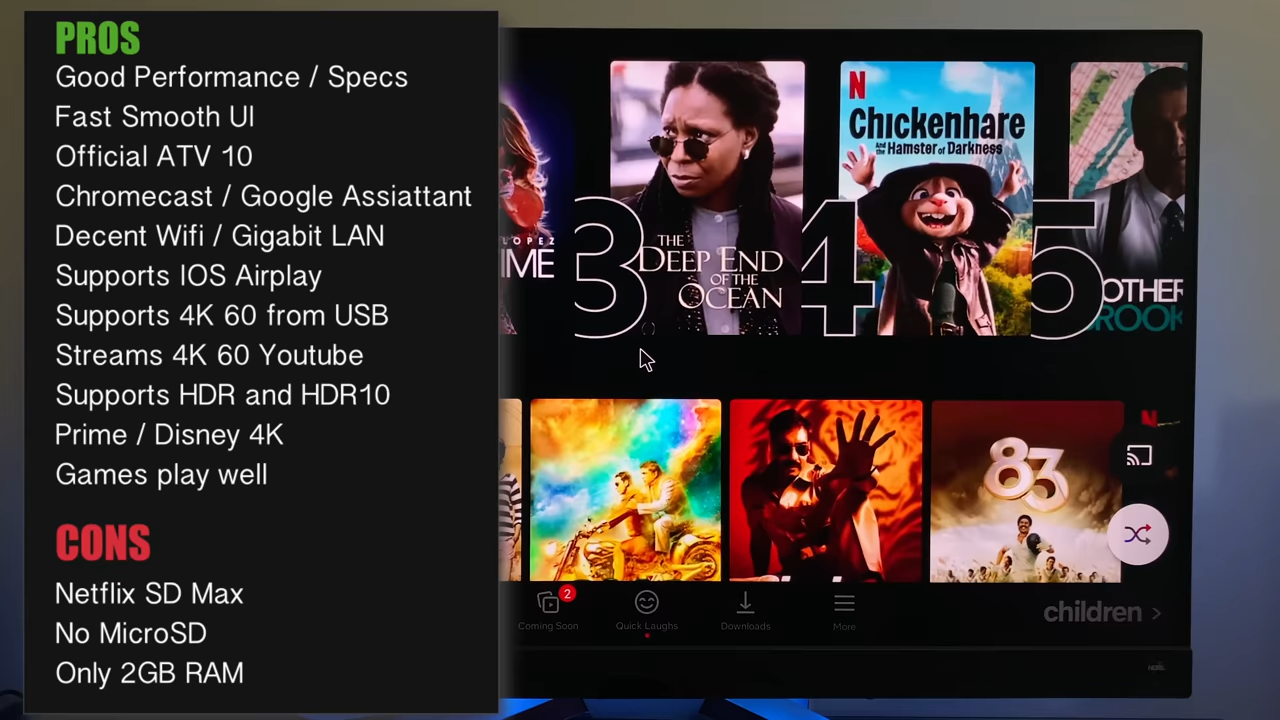 PROS
Good Performance / Specs
Fast Smooth UI
Official ATV 10
Chromecast / Google Assiattant
Decent Wifi / Gigabit LAN
Supports IOS Airplay
Supports 4K 60 from USB
Streams 4K 60 Youtube
Supports HDR and HDR10
Prime / Disney 4K
Games play well
CONS
Netflix SD Max
No MicroSD
Only 2GB RAM
LOPEZ
IME
3
THE
DEEP END
OF THE
OCEAN
4
N
Chickenhare
And the Hamster of Darkness
5
OTHER
ROOK
83
N
children >
2
Coming Soon
Quick Laughs
Downloads
More